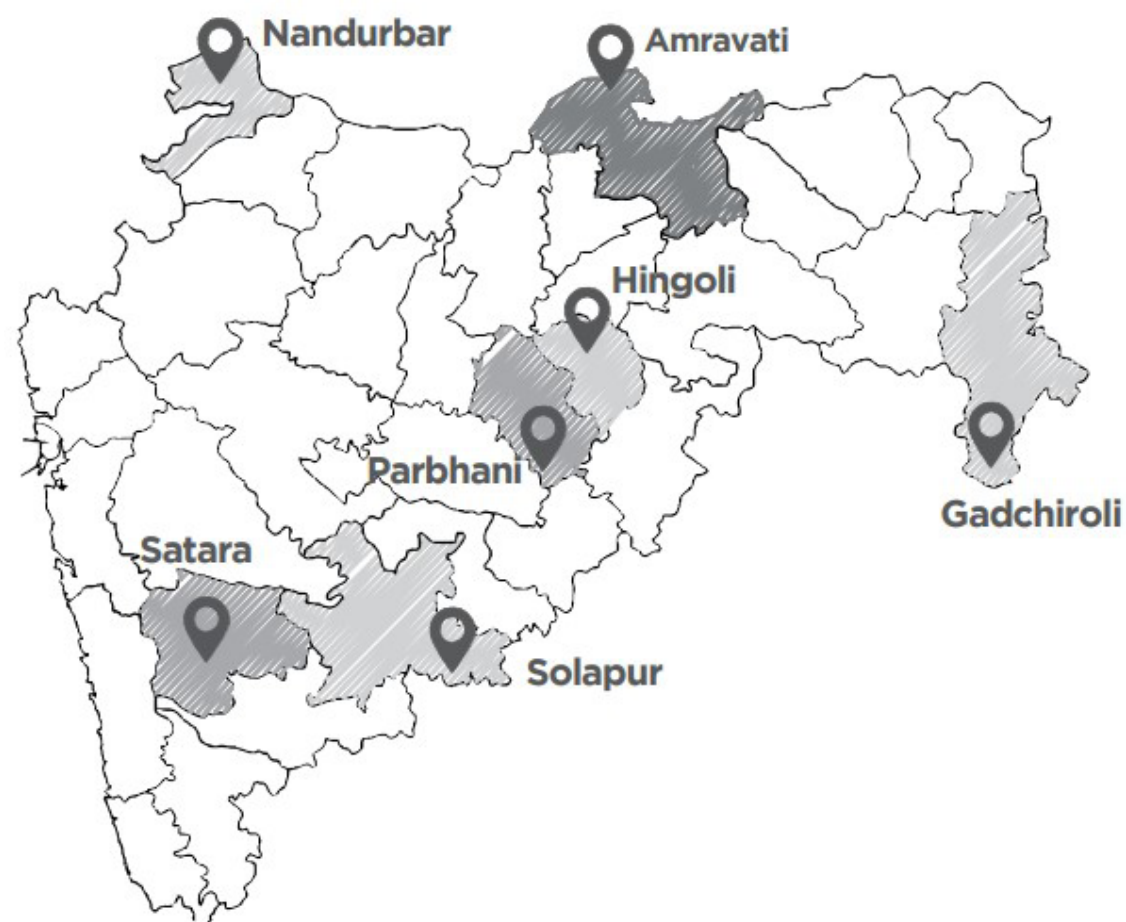 Nandurbar
Amravati
Hingoli
Parbhani
Gadchiroli
Satara
Solapur